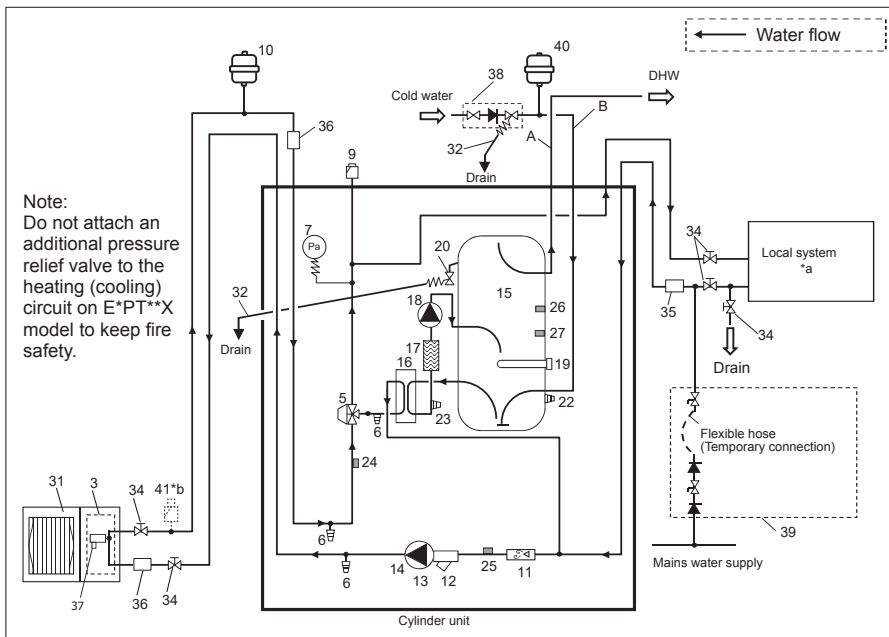 Water flow
10
40
38
DHW
Cold water
B
A
36
32
Drain
9
Note:
Do not attach an
additional pressure
relief valve to the
heating (cooling)
circuit on E*PT**X
model to keep fire
safety.
7
Pa
20
34
Local system
*a
15
18
26
35
34
32
27
Drain
17
16
19
Drain
5
22
23
6
Flexible hose
(Temporary connection)
24
31
3
34
41*b
6
39
6
14
13
12
25
11
37
36
34
Mains water supply
Cylinder unit